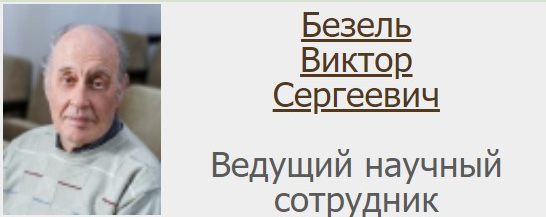 Безель
Виктор
Сергеевич
Ведущий научный
сотрудник